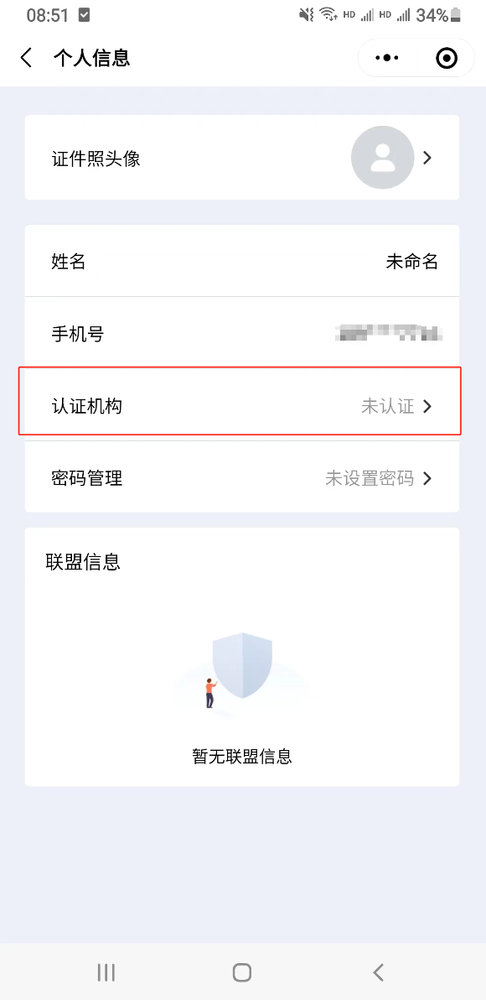 08:51
HD HD 34%
个人信息
证件照头像
姓名 未命名
手机号
认证机构 未认证
密码管理 未设置密码
联盟信息
暂无联盟信息